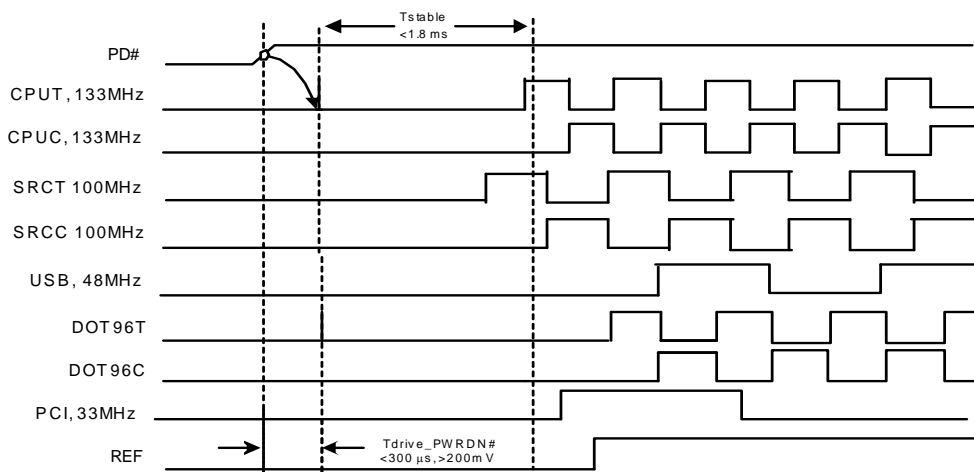 Tstable
<1.8 ms
PD#
CPUT, 133MHz
CPUC, 133MHz
SRCT 100MHz
SRCC 100MHz
USB, 48MHz
DOT96T
DOT96C
PCI, 33MHz
Tdrive_PWRDN#
<300 μs, >200mV
REF